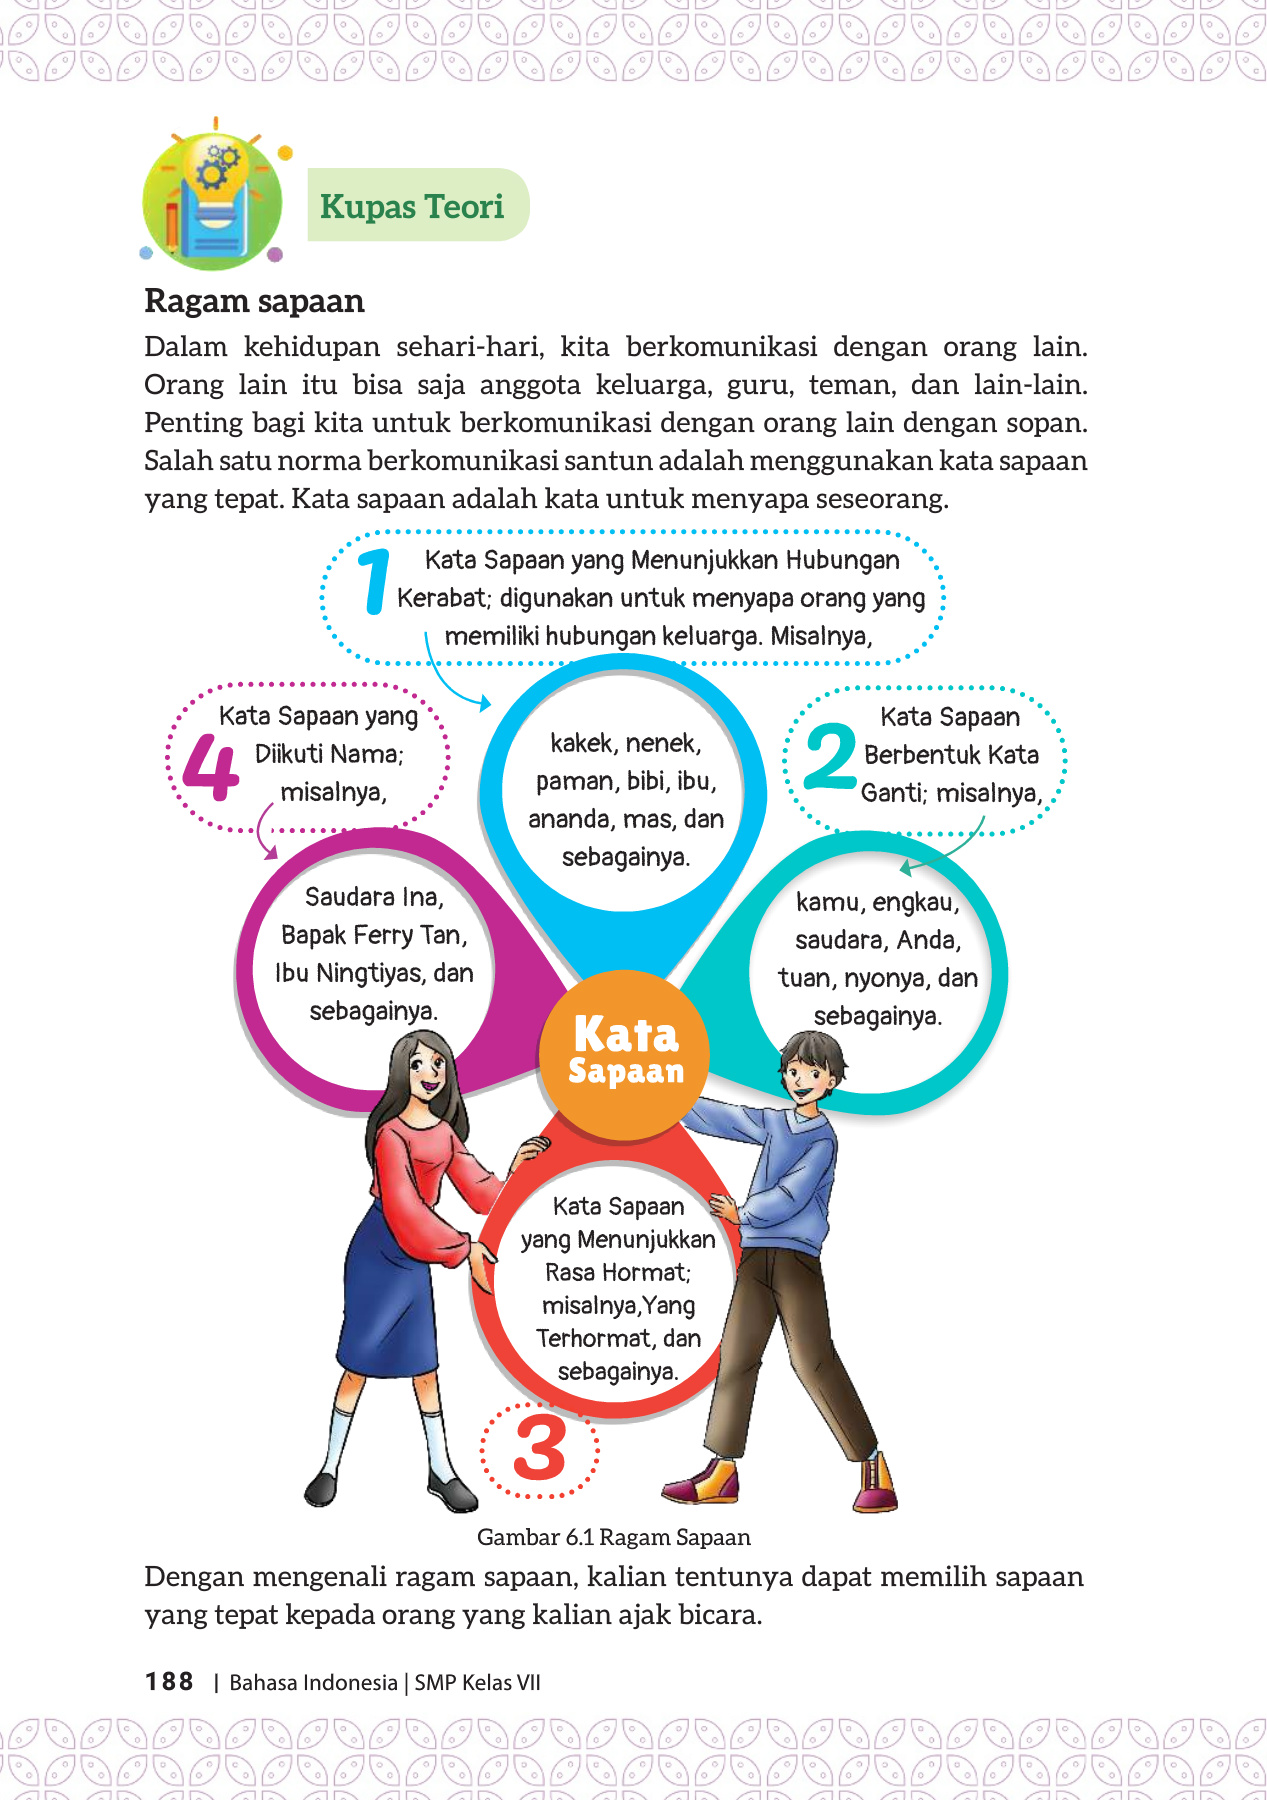 Kupas Teori
Ragam sapaan
Dalam kehidupan sehari-hari, kita berkomunikasi dengan orang lain.
Orang lain itu bisa saja anggota keluarga, guru, teman, dan lain-lain.
Penting bagi kita untuk berkomunikasi dengan orang lain dengan sopan.
Salah satu norma berkomunikasi santun adalah menggunakan kata sapaan
yang tepat. Kata sapaan adalah kata untuk menyapa seseorang.
1
Kata Sapaan yang Menunjukkan Hubungan
Kerabat; digunakan untuk menyapa orang yang
memiliki hubungan keluarga. Misalnya,
kakek, nenek,
paman, bibi, ibu,
ananda, mas, dan
sebagainya.
2
Kata Sapaan
Berbentuk Kata
Ganti; misalnya,
kamu, engkau,
saudara, Anda,
tuan, nyonya, dan
sebagainya.
4
Kata Sapaan yang
Diikuti Nama;
misalnya,
Saudara Ina,
Bapak Ferry Tan,
Ibu Ningtiyas, dan
sebagainya.
Kata
Sapaan
Kata Sapaan
yang Menunjukkan
Rasa Hormat;
misalnya,Yang
Terhormat, dan
sebagainya.
3
Gambar 6.1 Ragam Sapaan
Dengan mengenali ragam sapaan, kalian tentunya dapat memilih sapaan
yang tepat kepada orang yang kalian ajak bicara.
188 | Bahasa Indonesia | SMP Kelas VII